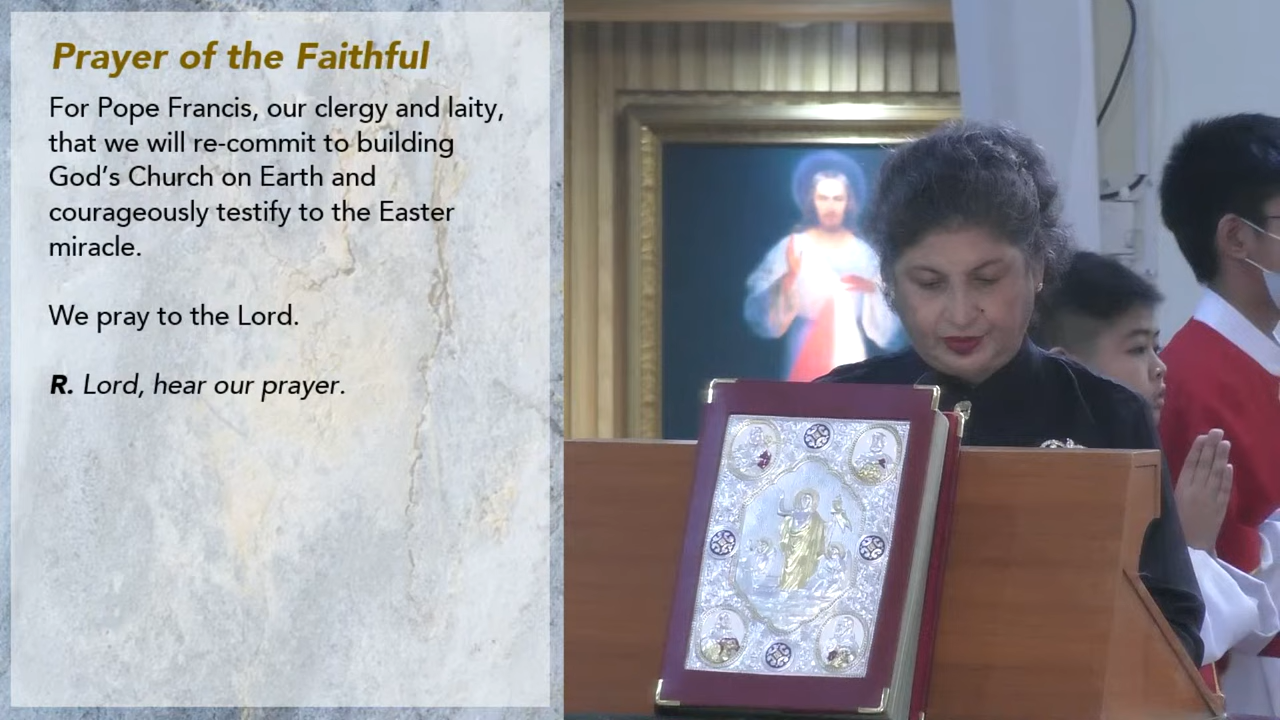 Prayer of the Faithful
For Pope Francis, our clergy and laity,
that we will re-commit to building
God's Church on Earth and
courageously testify to the Easter
miracle.
We pray to the Lord.
R. Lord, hear our prayer.